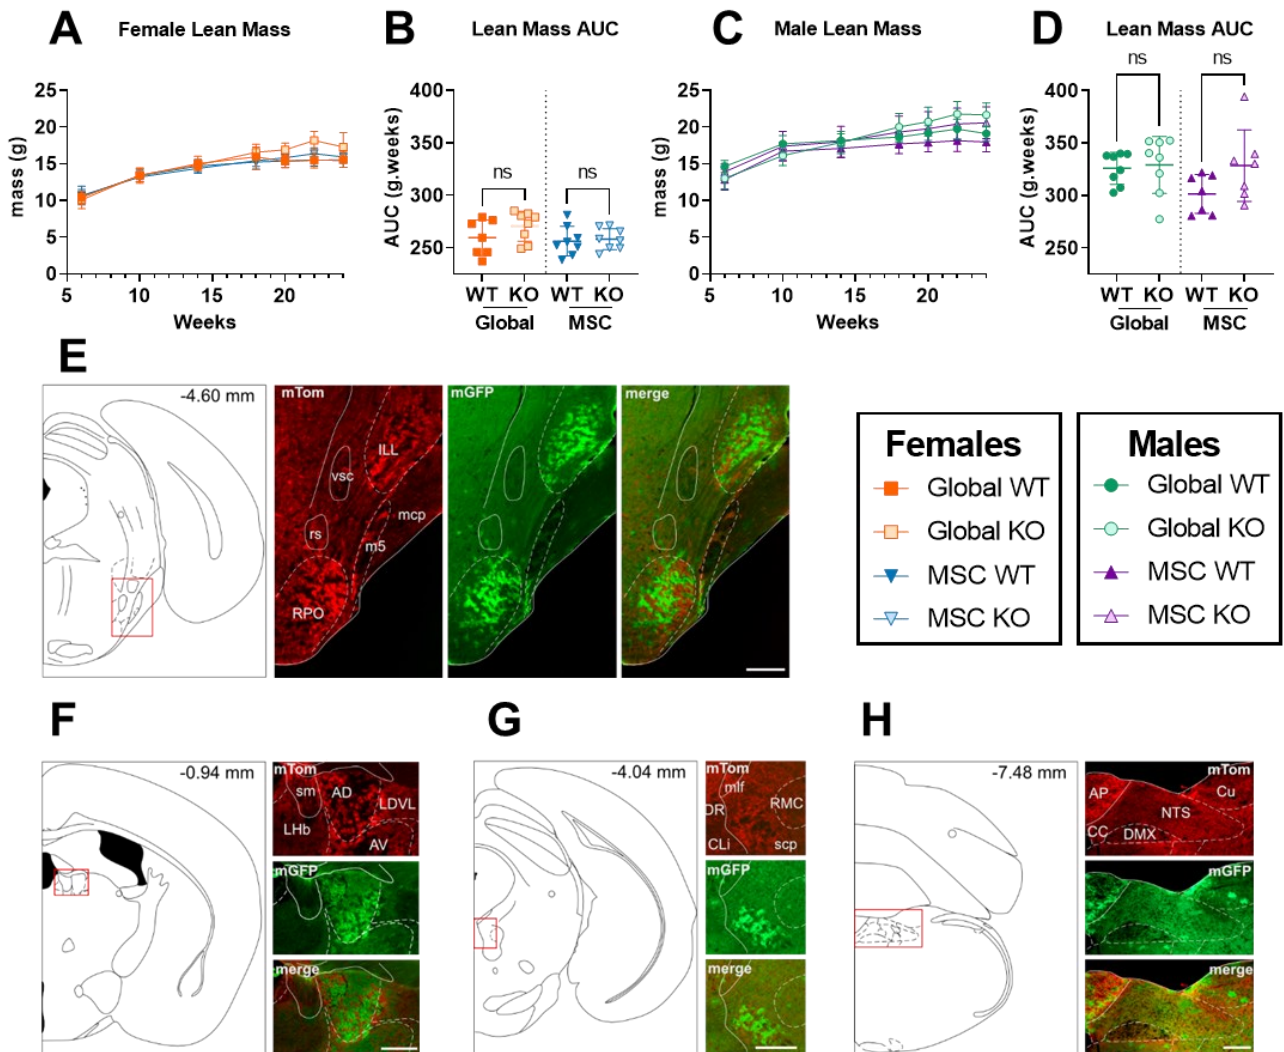 A
Female Lean Mass
mass (g)
25
20
15
10
5
0
5 10 15 20
Weeks
B
Lean Mass AUC
AUC (g.weeks)
400
350
300
250
ns ns
WT KO WT KO
Global MSC
C
Male Lean Mass
mass (g)
25
20
15
10
5
0
5 10 15 20
Weeks
D
Lean Mass AUC
AUC (g.weeks)
400
350
300
250
ns ns
WT KO WT KO
Global MSC
E
-4.60 mm
mTom
ILL
vsc
mcp
rs
m5
RPO
mGFP
merge
Females
Global WT
Global KO
MSC WT
MSC KO
Males
Global WT
Global KO
MSC WT
MSC KO
F
-0.94 mm
mTom
sm AD
LDVL
LHb
AV
mGFP
merge
G
-4.04 mm
mTom
mlf
DR RMC
CLi scp
mGFP
merge
H
-7.48 mm
mTom
AP Cu
NTS
CC DMX
mGFP
merge